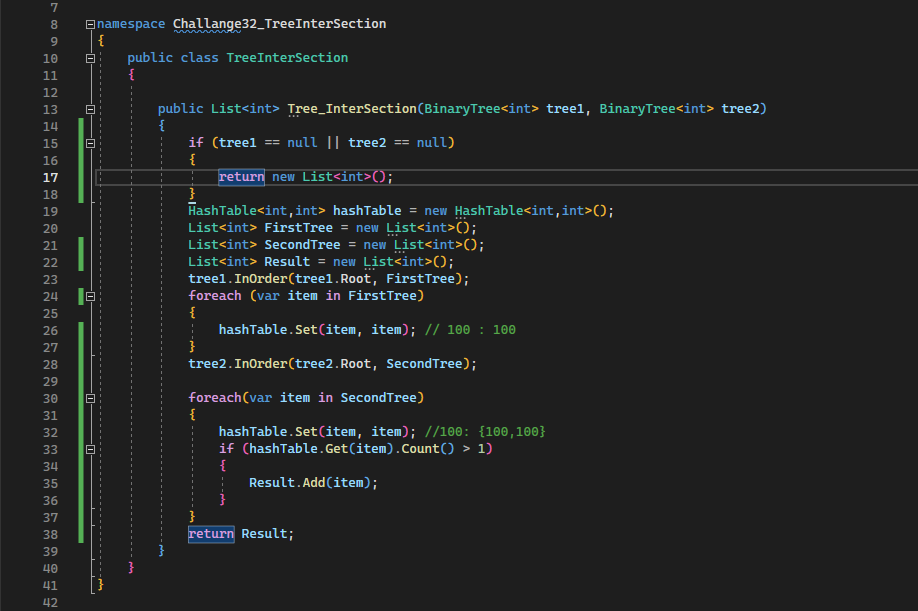 7
8 namespace Challange32_TreeInterSection
9 {
10 public class TreeInterSection
11 {
12
13 public List<int> Tree_InterSection(BinaryTree<int> tree1, BinaryTree<int> tree2)
14 {
15 if (tree1 == null || tree2 == null)
16 {
17 return new List<int>();
18 }
19 HashTable<int,int> hashTable = new HashTable<int,int>();
20 List<int> FirstTree = new List<int>();
21 List<int> SecondTree = new List<int>();
22 List<int> Result = new List<int>();
23 tree1.InOrder(tree1.Root, FirstTree);
24 foreach (var item in FirstTree)
25 {
26 hashTable.Set(item, item); // 100 : 100
27 }
28 tree2.InOrder(tree2.Root, SecondTree);
29
30 foreach(var item in SecondTree)
31 {
32 hashTable.Set(item, item); //100: {100,100}
33 if (hashTable.Get(item).Count() > 1)
34 {
35 Result.Add(item);
36 }
37 }
38 return Result;
39 }
40 }
41 }
42